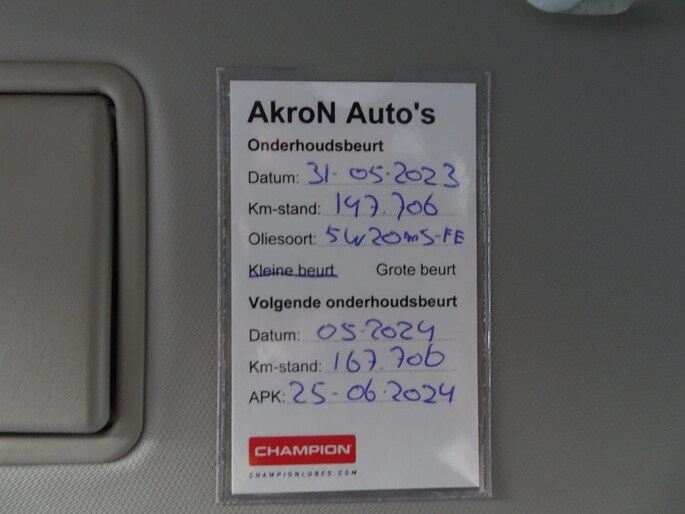 AkroN Auto's
Onderhoudsbeurt
Datum: 31-05-2023
Km-stand: 147.706
Oliesoort: 5W20MS-FE
Kleine beurt Grote beurt
Volgende onderhoudsbeurt
Datum: 05-2024
Km-stand: 167.706
APK: 25-06-2024
CHAMPION
CHAMPIONLUBES.COM